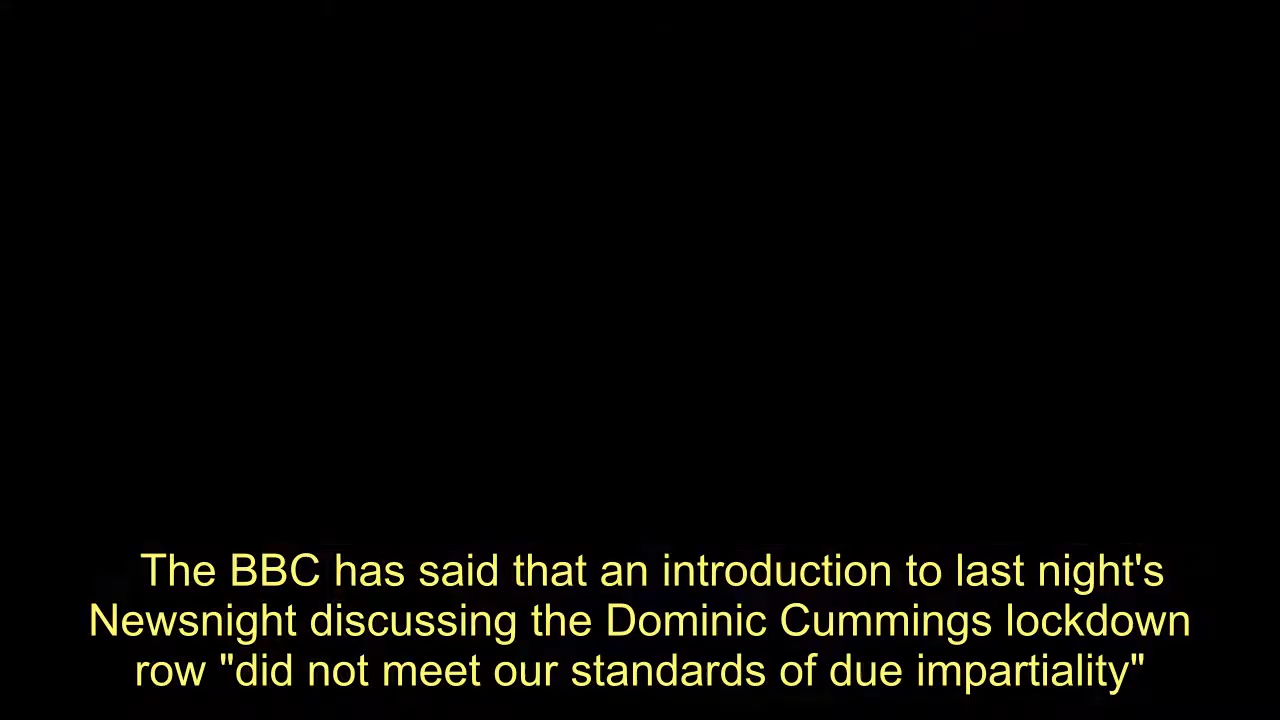 The BBC has said that an introduction to last night's
Newsnight discussing the Dominic Cummings lockdown
row "did not meet our standards of due impartiality"